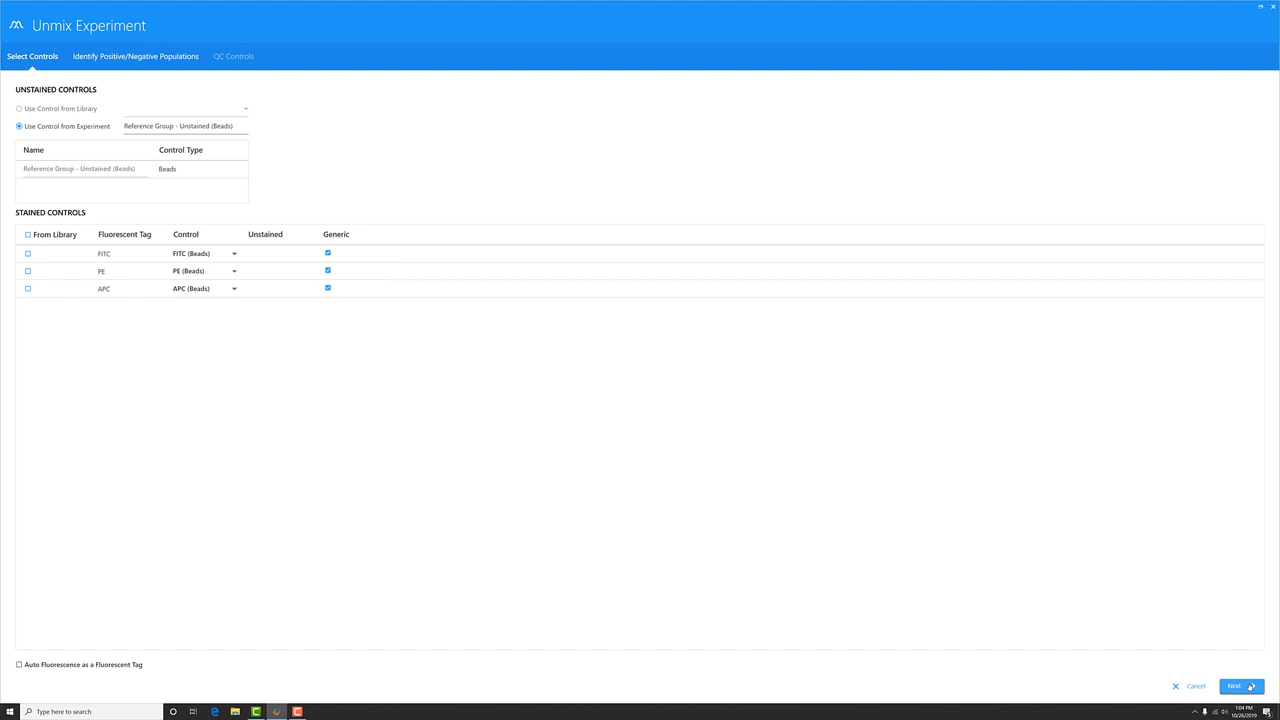 Unmix Experiment
Select Controls Identify Positive/Negative Populations QC Controls
UNSTAINED CONTROLS
Use Control from Library
Use Control from Experiment Reference Group - Unstained (Beads)
Name Control Type
Reference Group - Unstained (Beads) Beads
STAINED CONTROLS
From Library Fluorescent Tag Control Unstained Generic
FITC FITC (Beads)
PE PE (Beads)
APC APC (Beads)
Auto Fluorescence as a Fluorescent Tag
Cancel Next
Type here to search
1:04 PM
10/26/2019